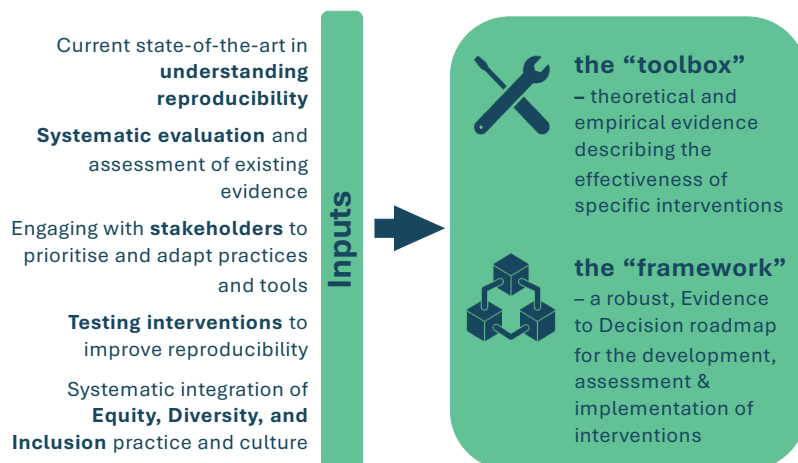 Current state-of-the-art in
understanding
reproducibility
Systematic evaluation and
assessment of existing
evidence
Engaging with stakeholders to
prioritise and adapt practices
and tools
Testing interventions to
improve reproducibility
Systematic integration of
Equity, Diversity, and
Inclusion practice and culture
Inputs
the “toolbox”
– theoretical and
empirical evidence
describing the
effectiveness of
specific interventions
the “framework”
– a robust, Evidence
to Decision roadmap
for the development,
assessment &
implementation of
interventions